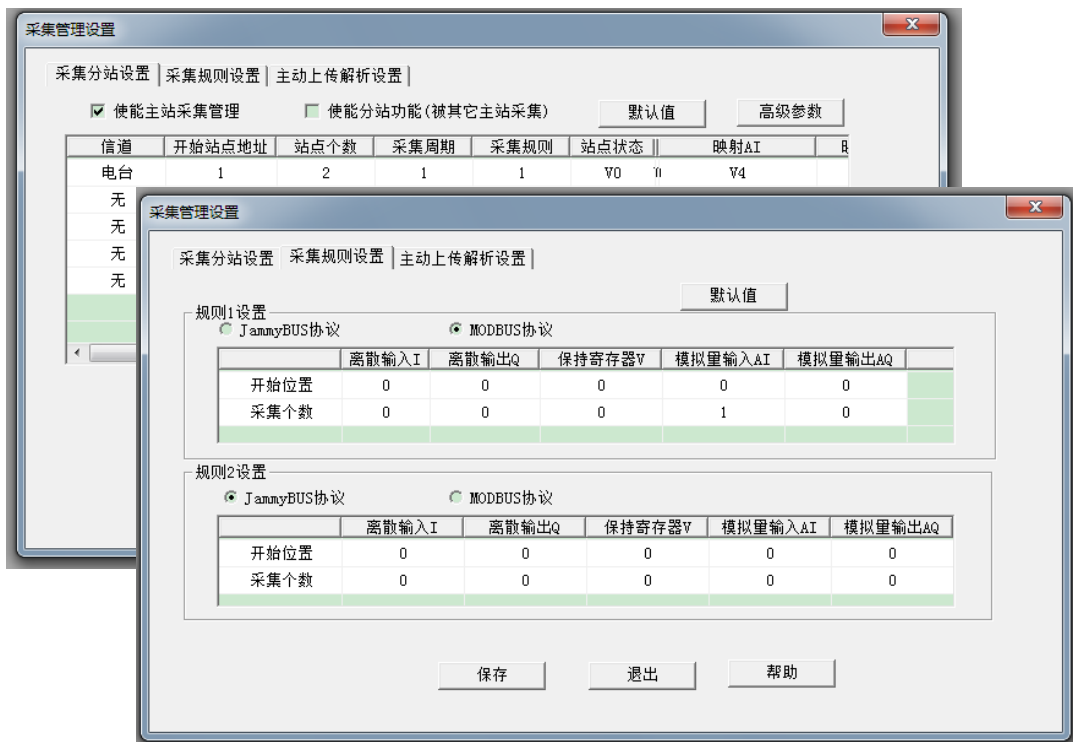 采集管理设置
采集分站设置 采集规则设置 主动上传解析设置
使能主站采集管理 使能分站功能(被其它主站采集) 默认值 高级参数
信道 开始站点地址 站点个数 采集周期 采集规则 站点状态 映射AI
电台 1 2 1 1 V0 V4
无
无
无
无
采集管理设置
采集分站设置 采集规则设置 主动上传解析设置
默认值
规则1设置
JammyBUS协议 MODBUS协议
离散输入I 离散输出Q 保持寄存器V 模拟量输入AI 模拟量输出AQ
开始位置 0 0 0 0 0
采集个数 0 0 0 1 0
规则2设置
JammyBUS协议 MODBUS协议
离散输入I 离散输出Q 保持寄存器V 模拟量输入AI 模拟量输出AQ
开始位置 0 0 0 0 0
采集个数 0 0 0 0 0
保存 退出 帮助